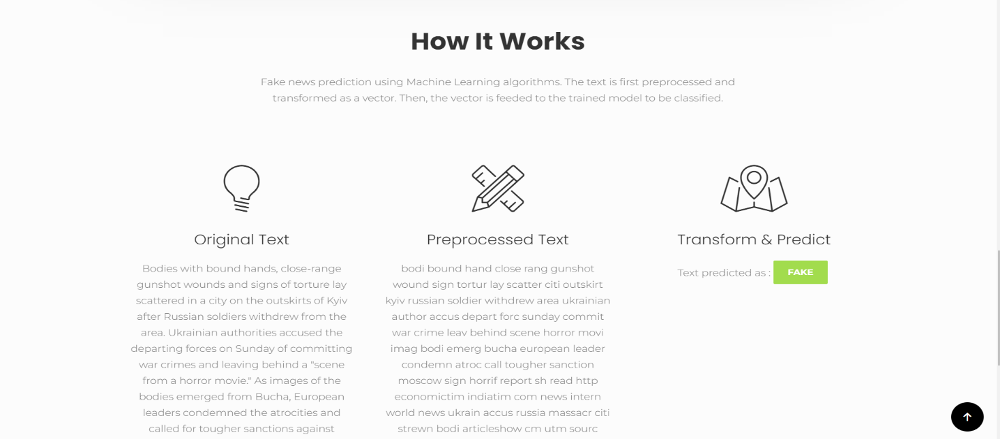 How It Works
Fake news prediction using Machine Learning algorithms. The text is first preprocessed and
transformed as a vector. Then, the vector is feeded to the trained model to be classified.
Original Text
Bodies with bound hands, close-range
gunshot wounds and signs of torture lay
scattered in a city on the outskirts of Kyiv
after Russian soldiers withdrew from the
area. Ukrainian authorities accused the
departing forces on Sunday of committing
war crimes and leaving behind a "scene
from a horror movie." As images of the
bodies emerged from Bucha, European
leaders condemned the atrocities and
called for tougher sanctions against
Preprocessed Text
bodi bound hand close rang gunshot
wound sign tortur lay scatter citi outskirt
kyiv russian soldier withdrew area ukrainian
author accus depart forc sunday commit
war crime leav behind scene horror movi
imag bodi emerg bucha european leader
condemn atroc call tougher sanction
moscow sign horrif report sh read http
economictim indiatim com news intern
world news ukrain accus russia massacr citi
strewn bodi articleshow cm utm sourc
Transform & Predict
Text predicted as : FAKE